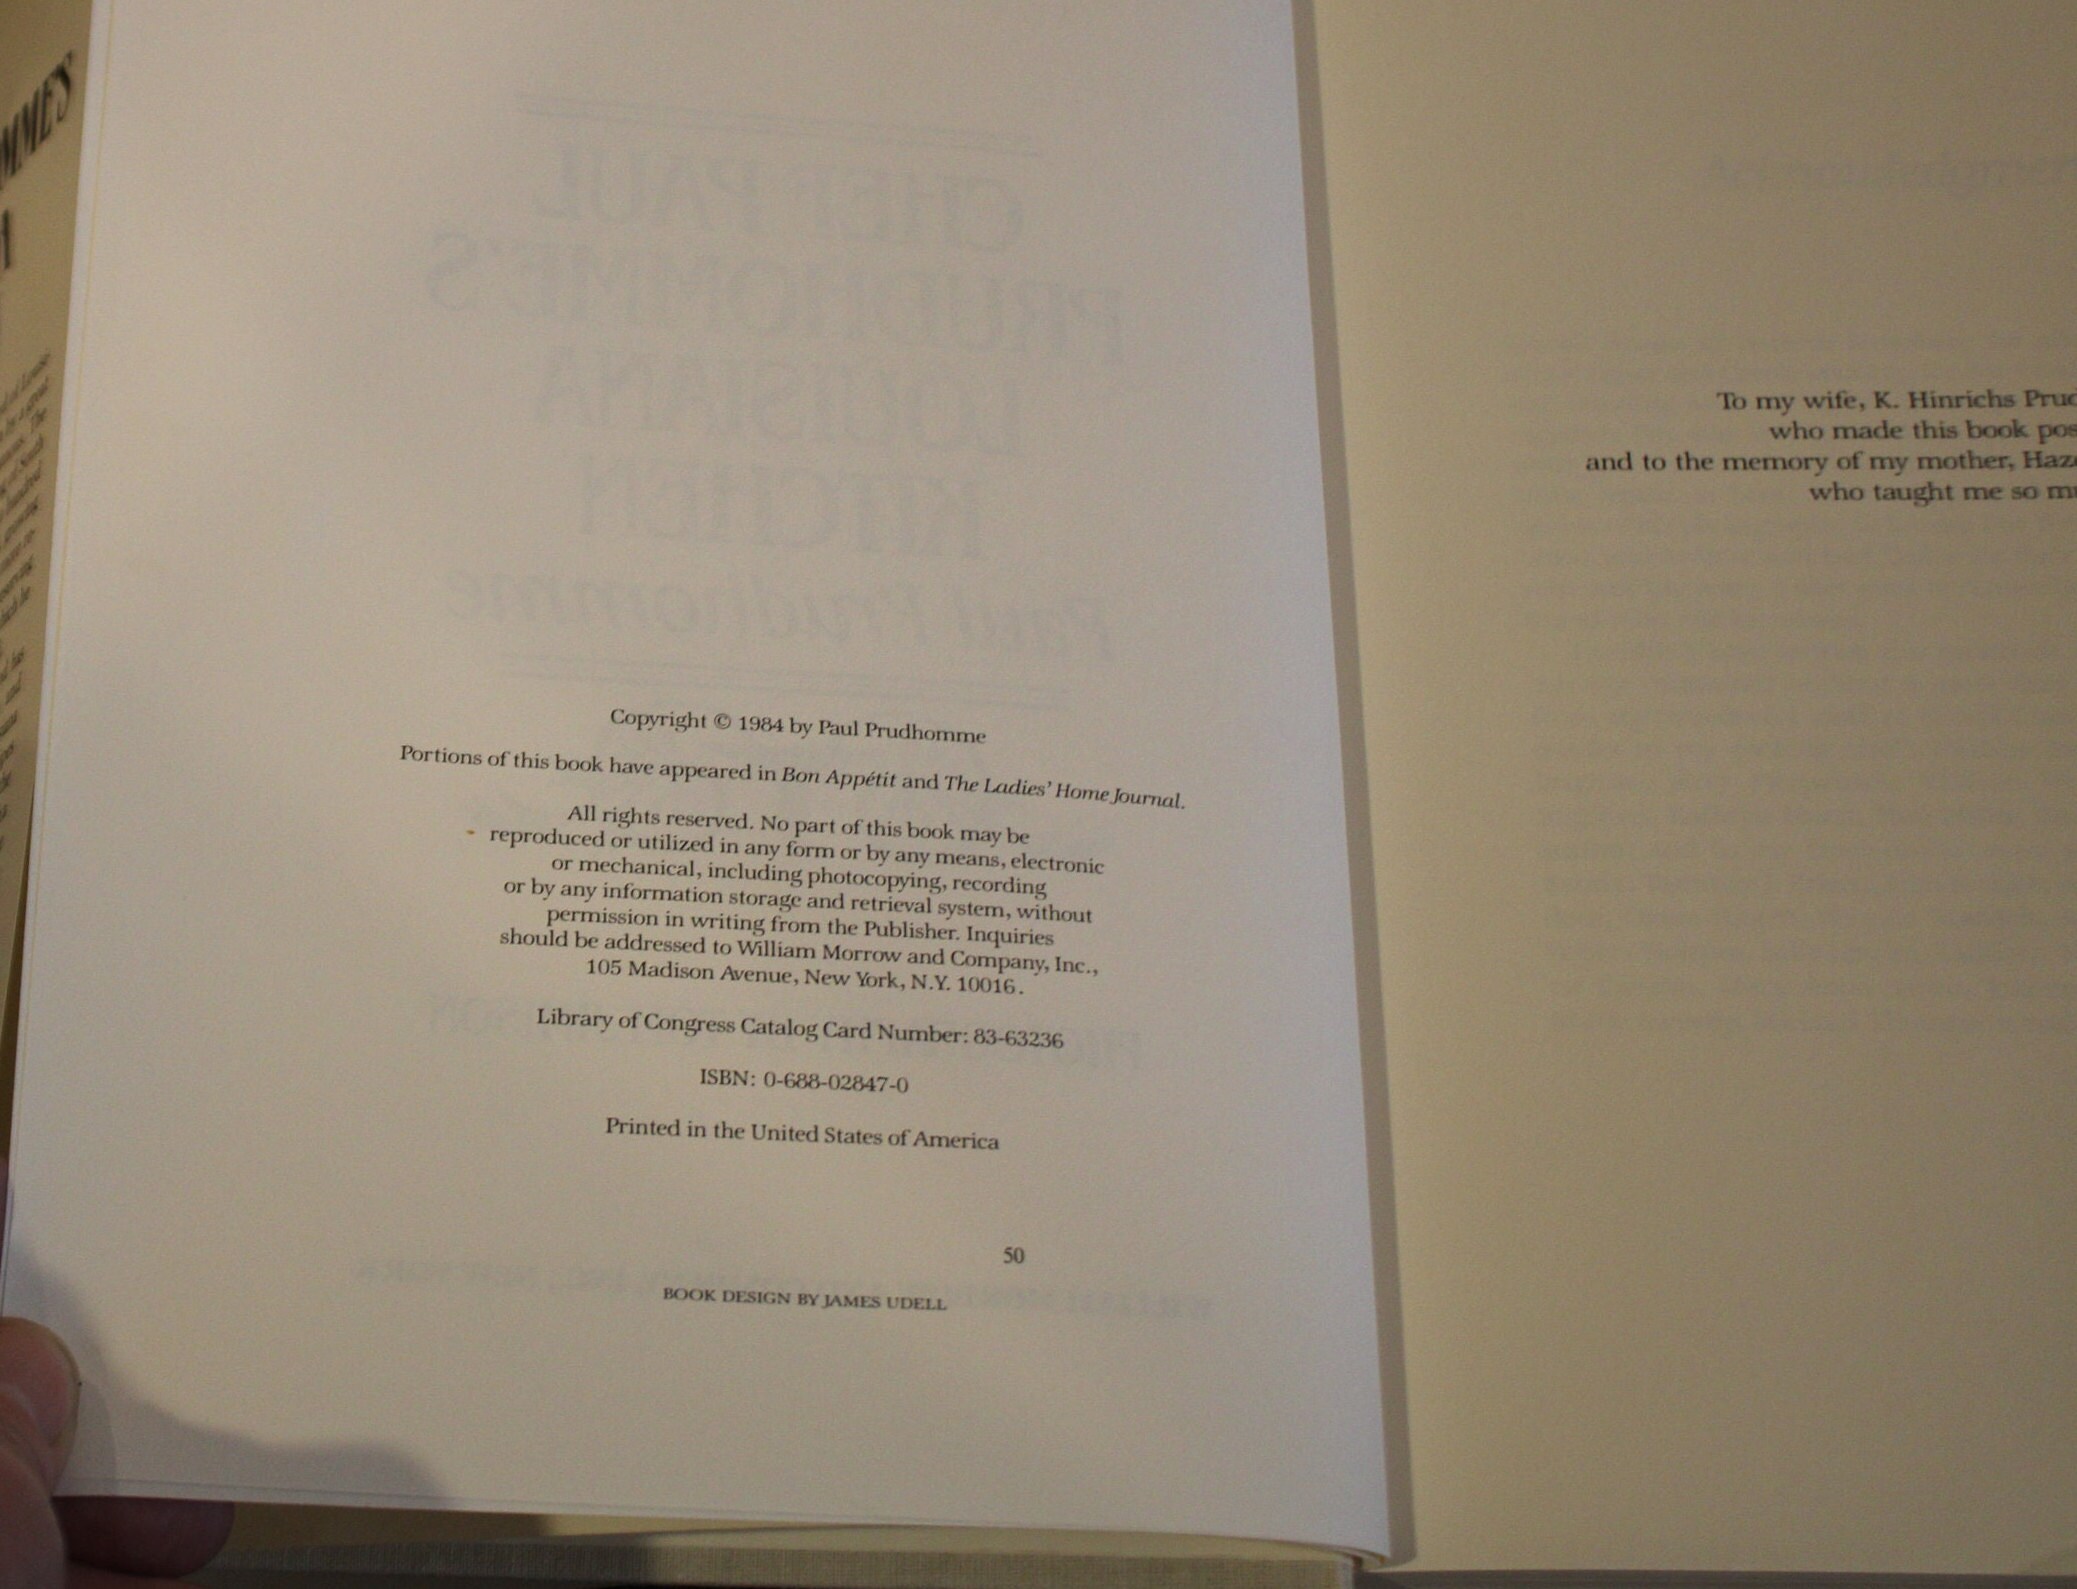 MMES
Copyright © 1984 by Paul Prudhomme
Portions of this book have appeared in Bon Appétit and The Ladies' Home Journal.
All rights reserved. No part of this book may be
reproduced or utilized in any form or by any means, electronic
or mechanical, including photocopying, recording
or by any information storage and retrieval system, without
permission in writing from the Publisher. Inquiries
should be addressed to William Morrow and Company, Inc.,
105 Madison Avenue, New York, N.Y. 10016.
Library of Congress Catalog Card Number: 83-63236
ISBN: 0-688-02847-0
Printed in the United States of America
50
BOOK DESIGN BY JAMES UDELL
To my wife, K. Hinrichs Prud
who made this book pos
and to the memory of my mother, Haze
who taught me so mu